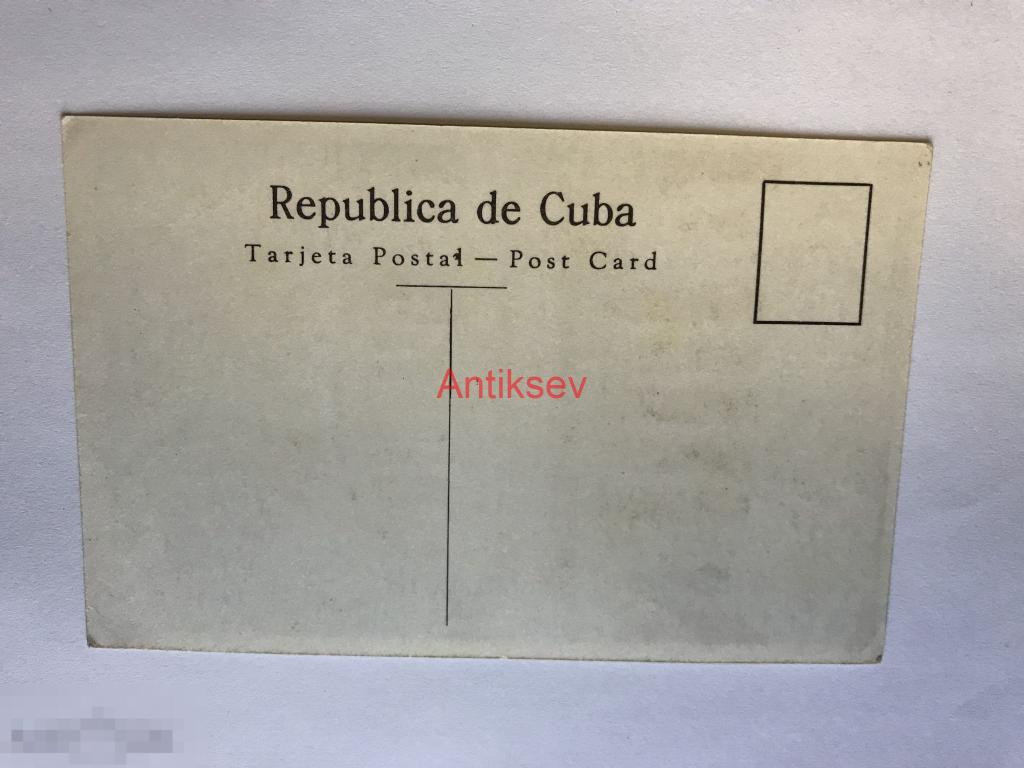 Republica de Cuba
Tarjeta Postal — Post Card
Antiksev